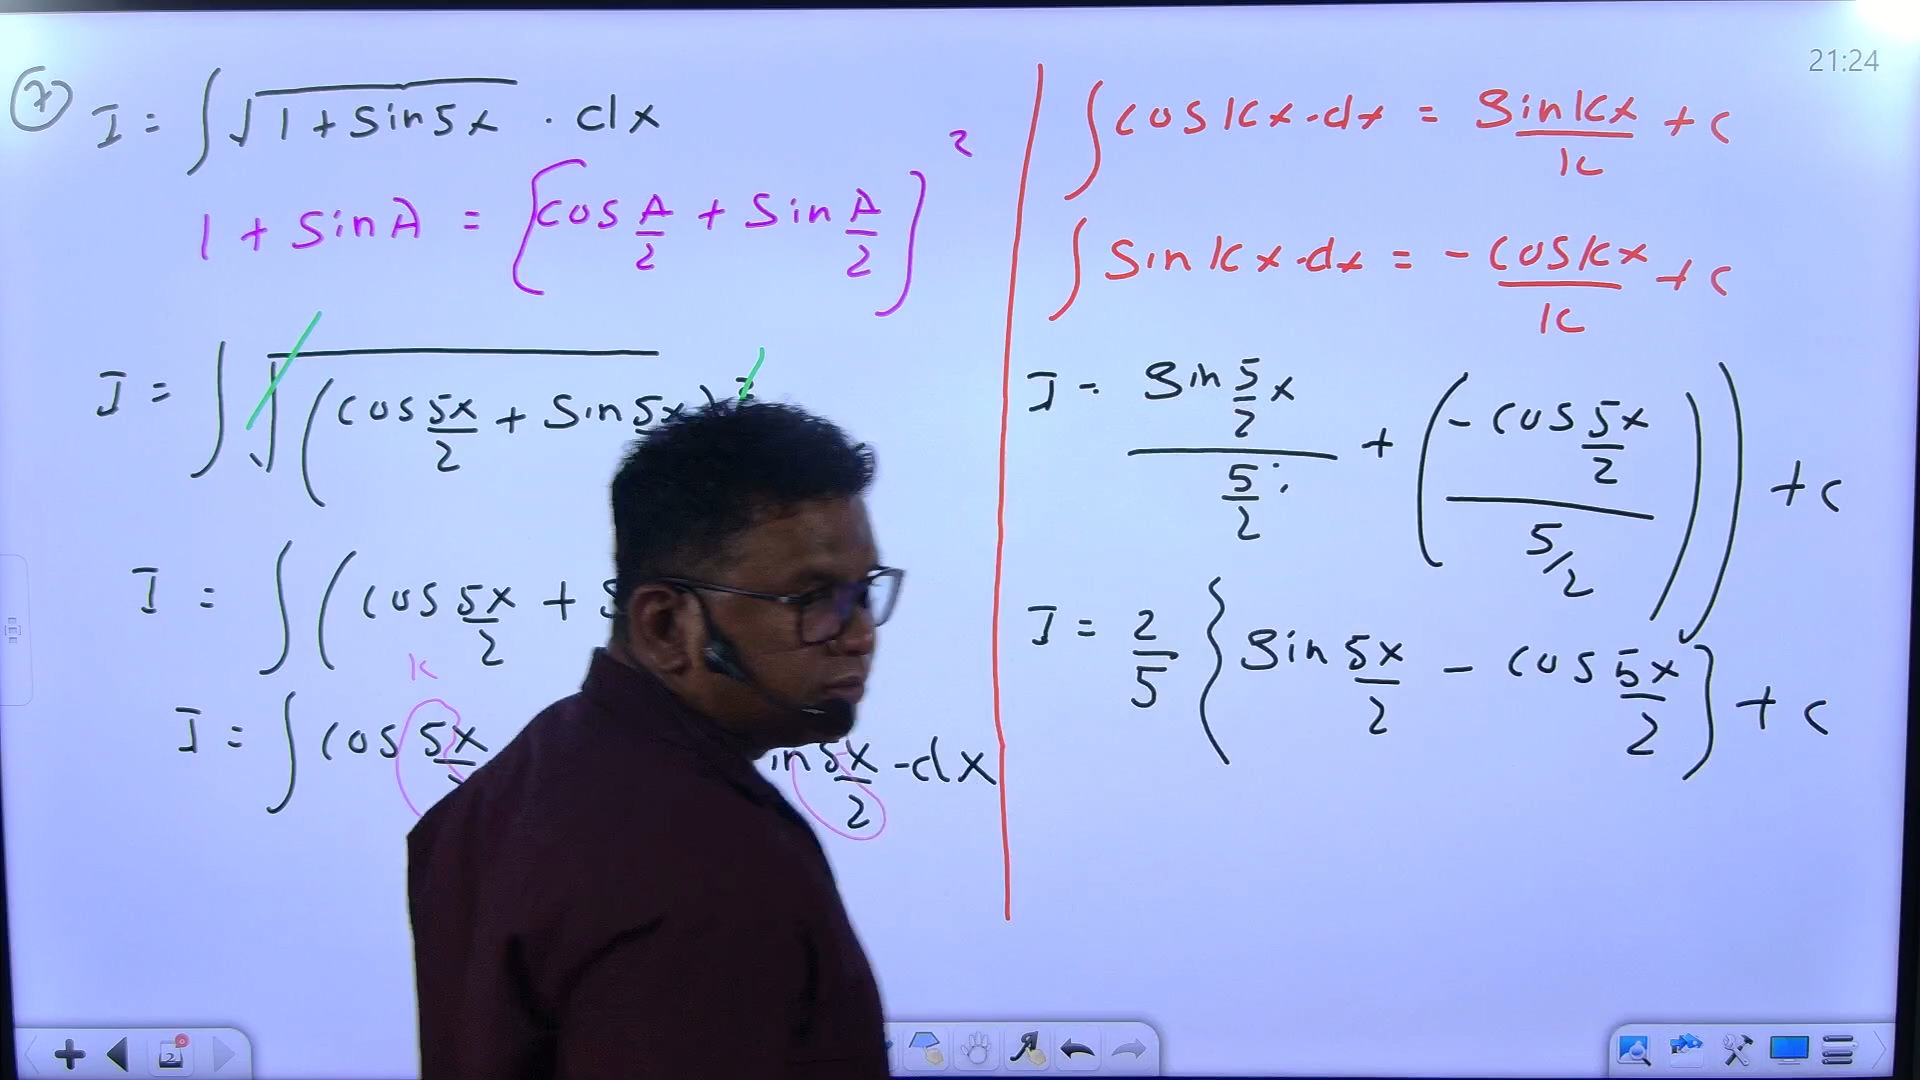 7
I = ∫ √(1 + sin5x) · dx
1 + sinA = [cos A/2 + sin A/2]²
I = ∫ √(cos 5x/2 + sin 5x
I = ∫ (cos 5x/2 +
K
I = ∫ cos 5x
in 5x/2 - dx
21:24
∫ cos kx · dx = sin kx / k + c
∫ sin kx · dx = - cos kx / k + c
I = (sin 5/2 x) / (5/2) + (- cos 5x/2 / 5/2)) + c
I = 2/5 { sin 5x/2 - cos 5x/2 } + c
2